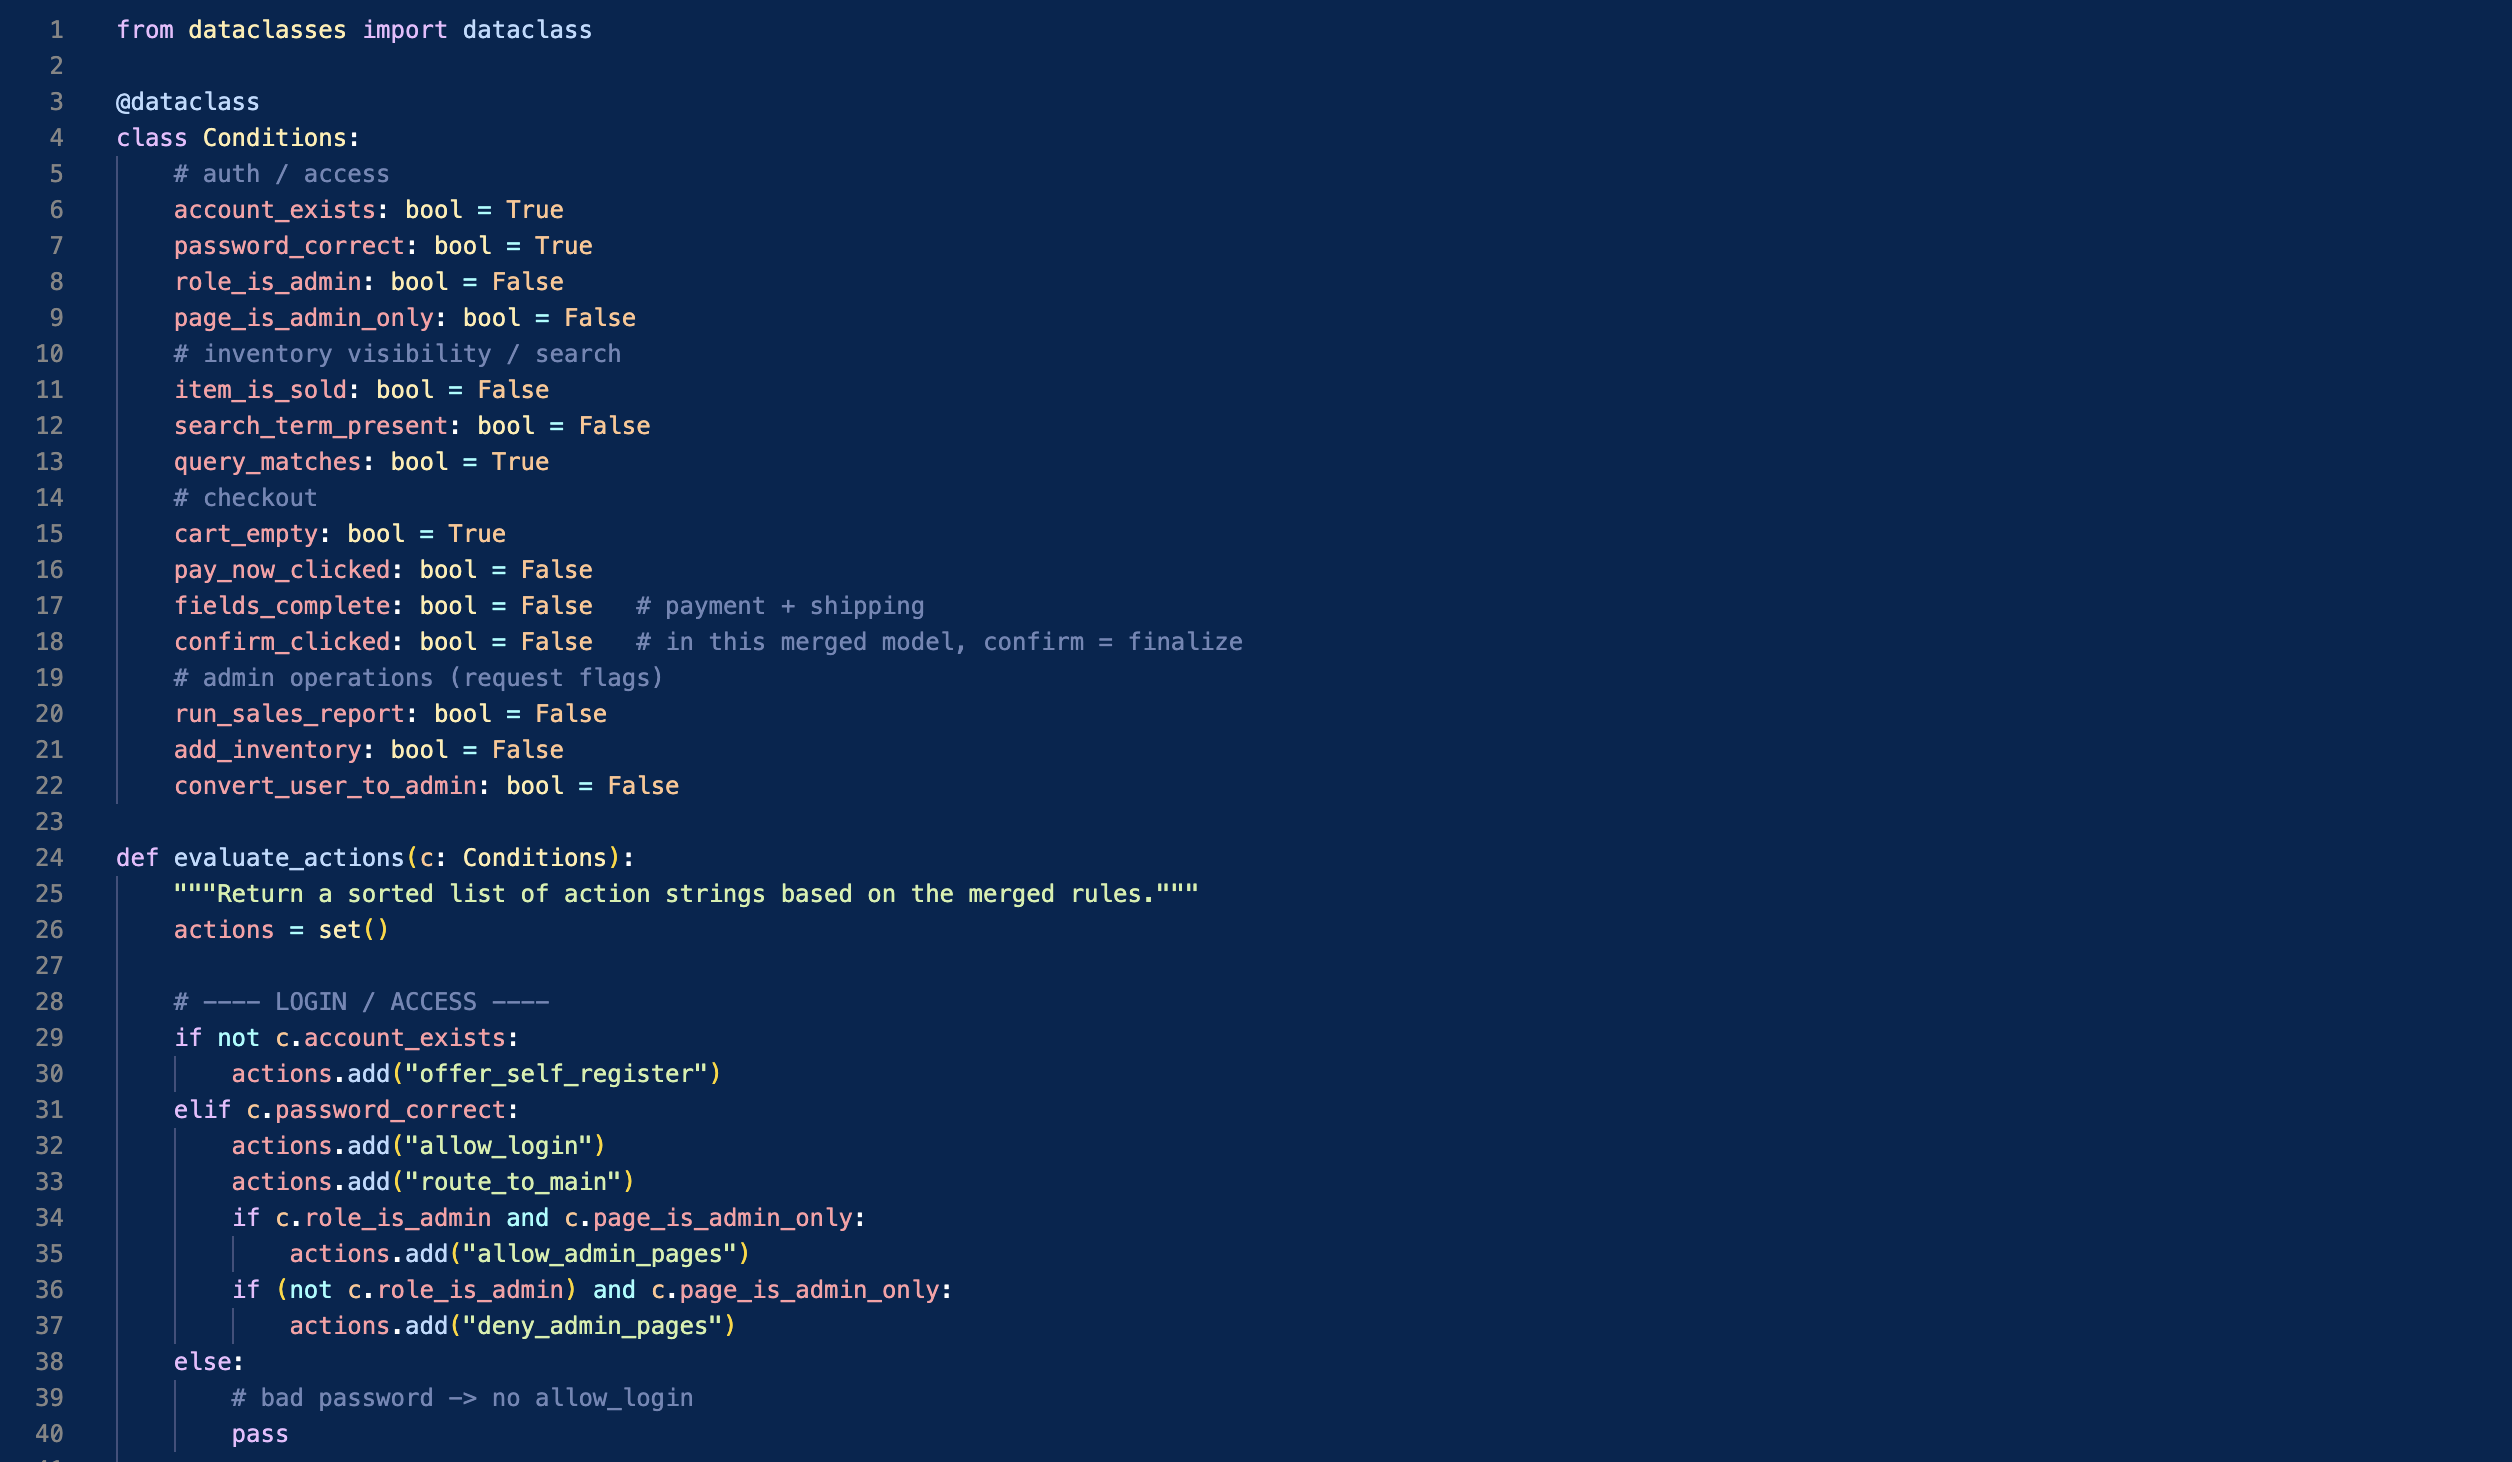 1 from dataclasses import dataclass
2
3 @dataclass
4 class Conditions:
5     # auth / access
6     account_exists: bool = True
7     password_correct: bool = True
8     role_is_admin: bool = False
9     page_is_admin_only: bool = False
10     # inventory visibility / search
11     item_is_sold: bool = False
12     search_term_present: bool = False
13     query_matches: bool = True
14     # checkout
15     cart_empty: bool = True
16     pay_now_clicked: bool = False
17     fields_complete: bool = False   # payment + shipping
18     confirm_clicked: bool = False   # in this merged model, confirm = finalize
19     # admin operations (request flags)
20     run_sales_report: bool = False
21     add_inventory: bool = False
22     convert_user_to_admin: bool = False
23
24 def evaluate_actions(c: Conditions):
25     """Return a sorted list of action strings based on the merged rules."""
26     actions = set()
27
28     # ---- LOGIN / ACCESS ----
29     if not c.account_exists:
30         actions.add("offer_self_register")
31     elif c.password_correct:
32         actions.add("allow_login")
33         actions.add("route_to_main")
34         if c.role_is_admin and c.page_is_admin_only:
35             actions.add("allow_admin_pages")
36         if (not c.role_is_admin) and c.page_is_admin_only:
37             actions.add("deny_admin_pages")
38     else:
39         # bad password -> no allow_login
40         pass